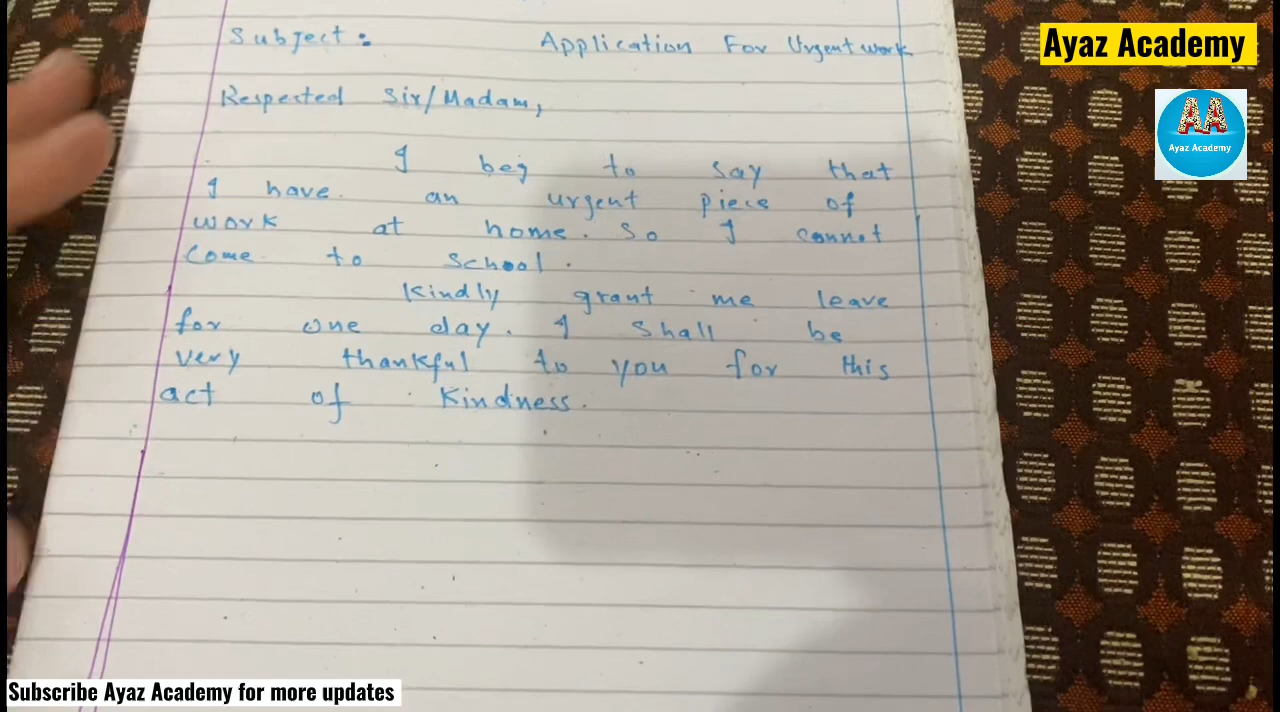 Subject: Application For Urgent work
Respected Sir/Madam,
I beg to say that
I have an urgent piece of
work at home. So I connot
Come to School.
Kindly grant me leave
for one day. I Shall be
very thankful to you for this
act of Kindness.
Ayaz Academy
AA
Ayaz Academy
Subscribe Ayaz Academy for more updates